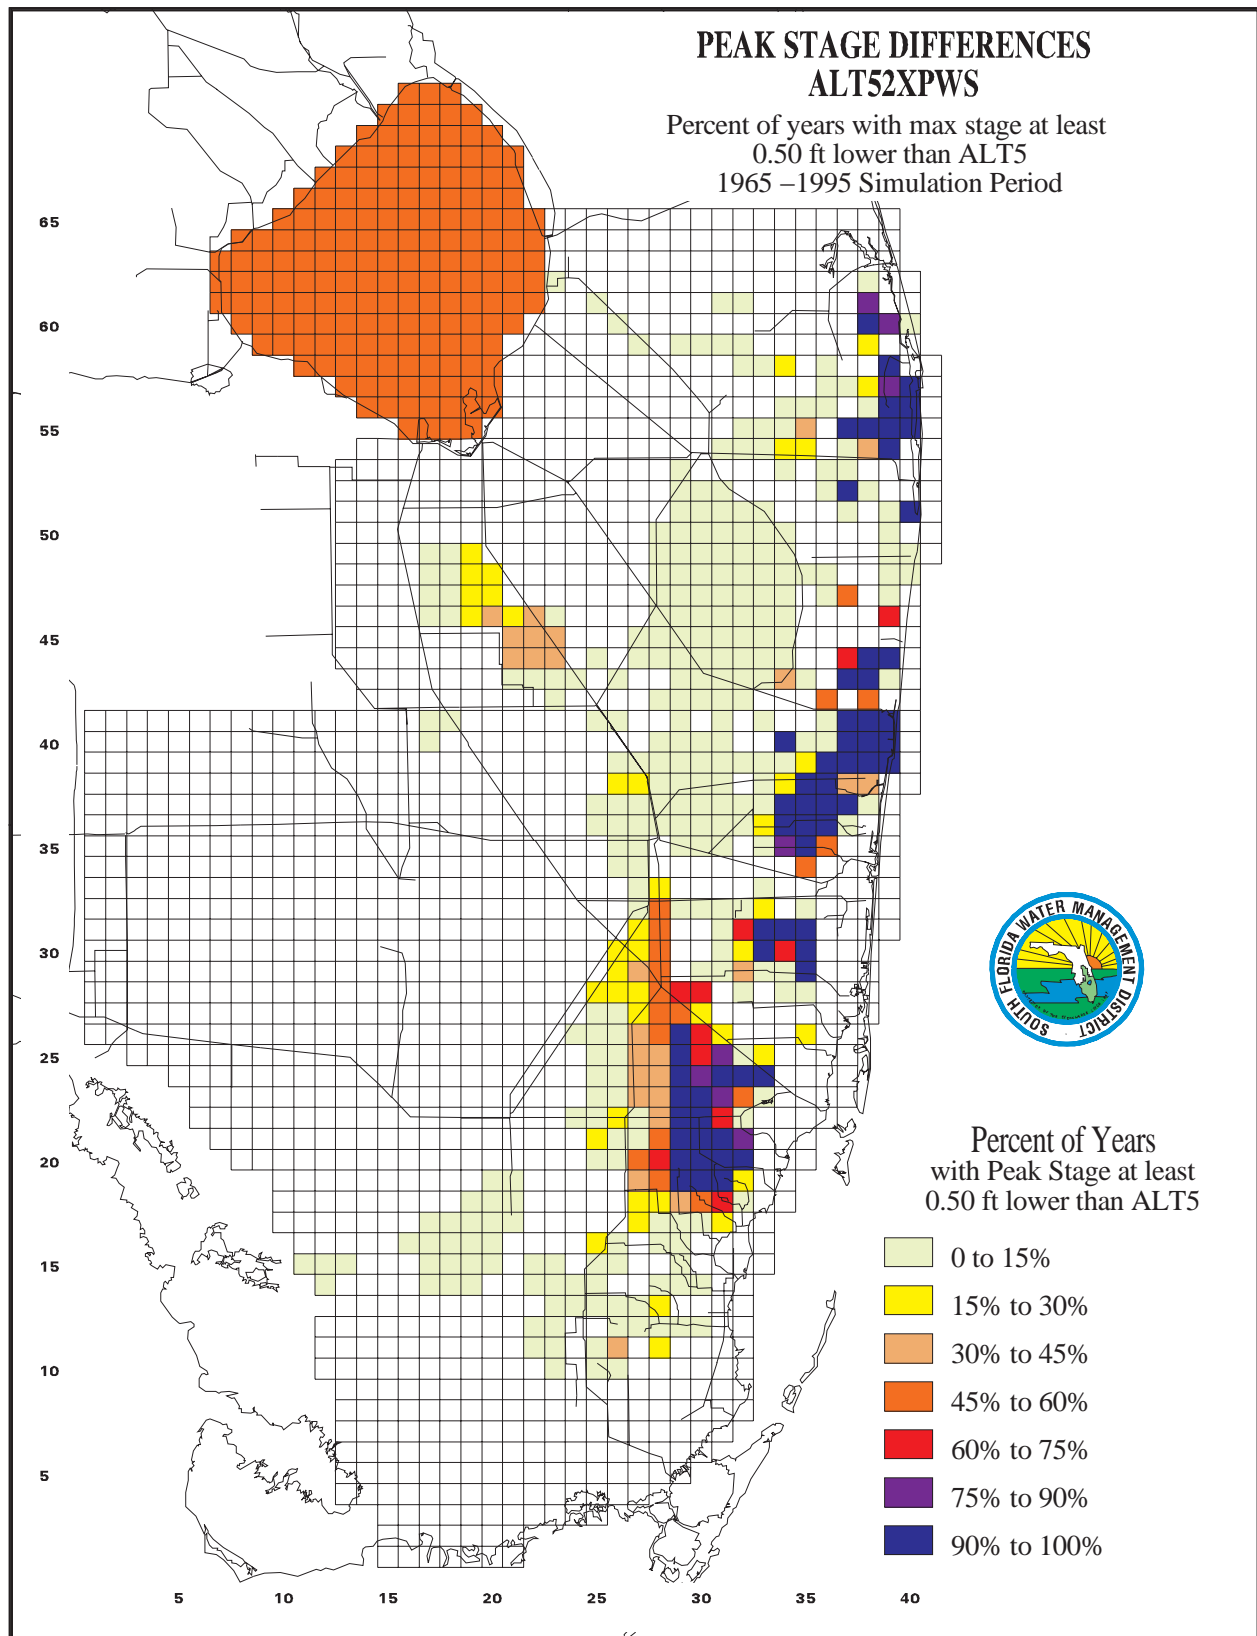 PEAK STAGE DIFFERENCES
ALT52XPWS
Percent of years with max stage at least
0.50 ft lower than ALT5
1965 –1995 Simulation Period
65
60
55
50
45
40
35
30
25
20
15
10
5
SOUTH FLORIDA WATER MANAGEMENT DISTRICT
Percent of Years
with Peak Stage at least
0.50 ft lower than ALT5
0 to 15%
15% to 30%
30% to 45%
45% to 60%
60% to 75%
75% to 90%
90% to 100%
5 10 15 20 25 30 35 40